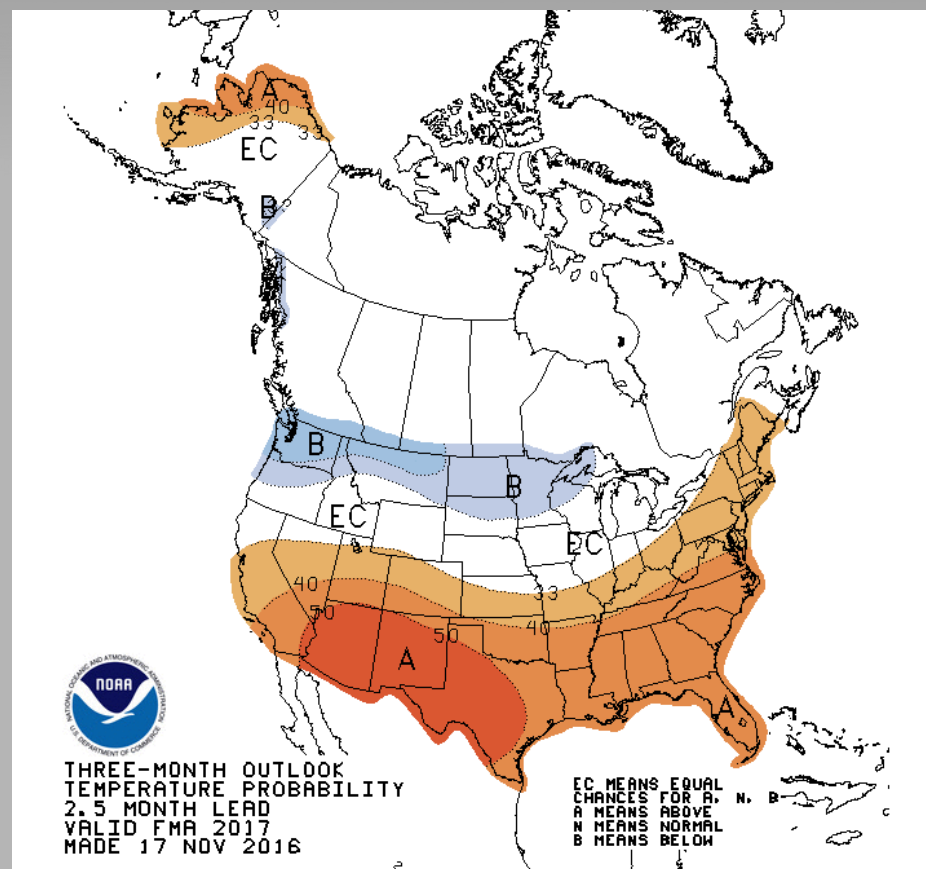 A
40
33
33
EC
B
B
B
EC
EC
40
33
50
40
50
A
A
NOAA
NATIONAL OCEANIC AND ATMOSPHERIC ADMINISTRATION
U.S. DEPARTMENT OF COMMERCE
THREE-MONTH OUTLOOK
TEMPERATURE PROBABILITY
2.5 MONTH LEAD
VALID FMA 2017
MADE 17 NOV 2016
EC MEANS EQUAL
CHANCES FOR A, N, B
A MEANS ABOVE
N MEANS NORMAL
B MEANS BELOW